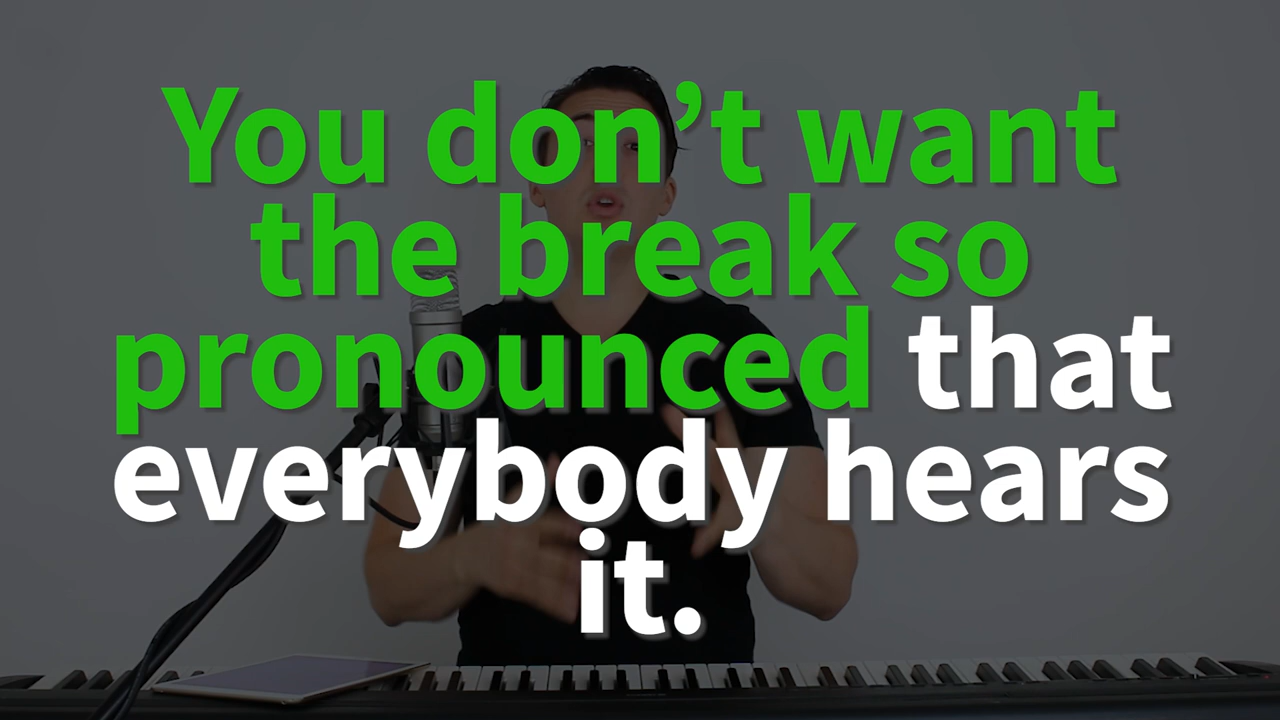 You don’t want
the break so
pronounced that
everybody hears
it.